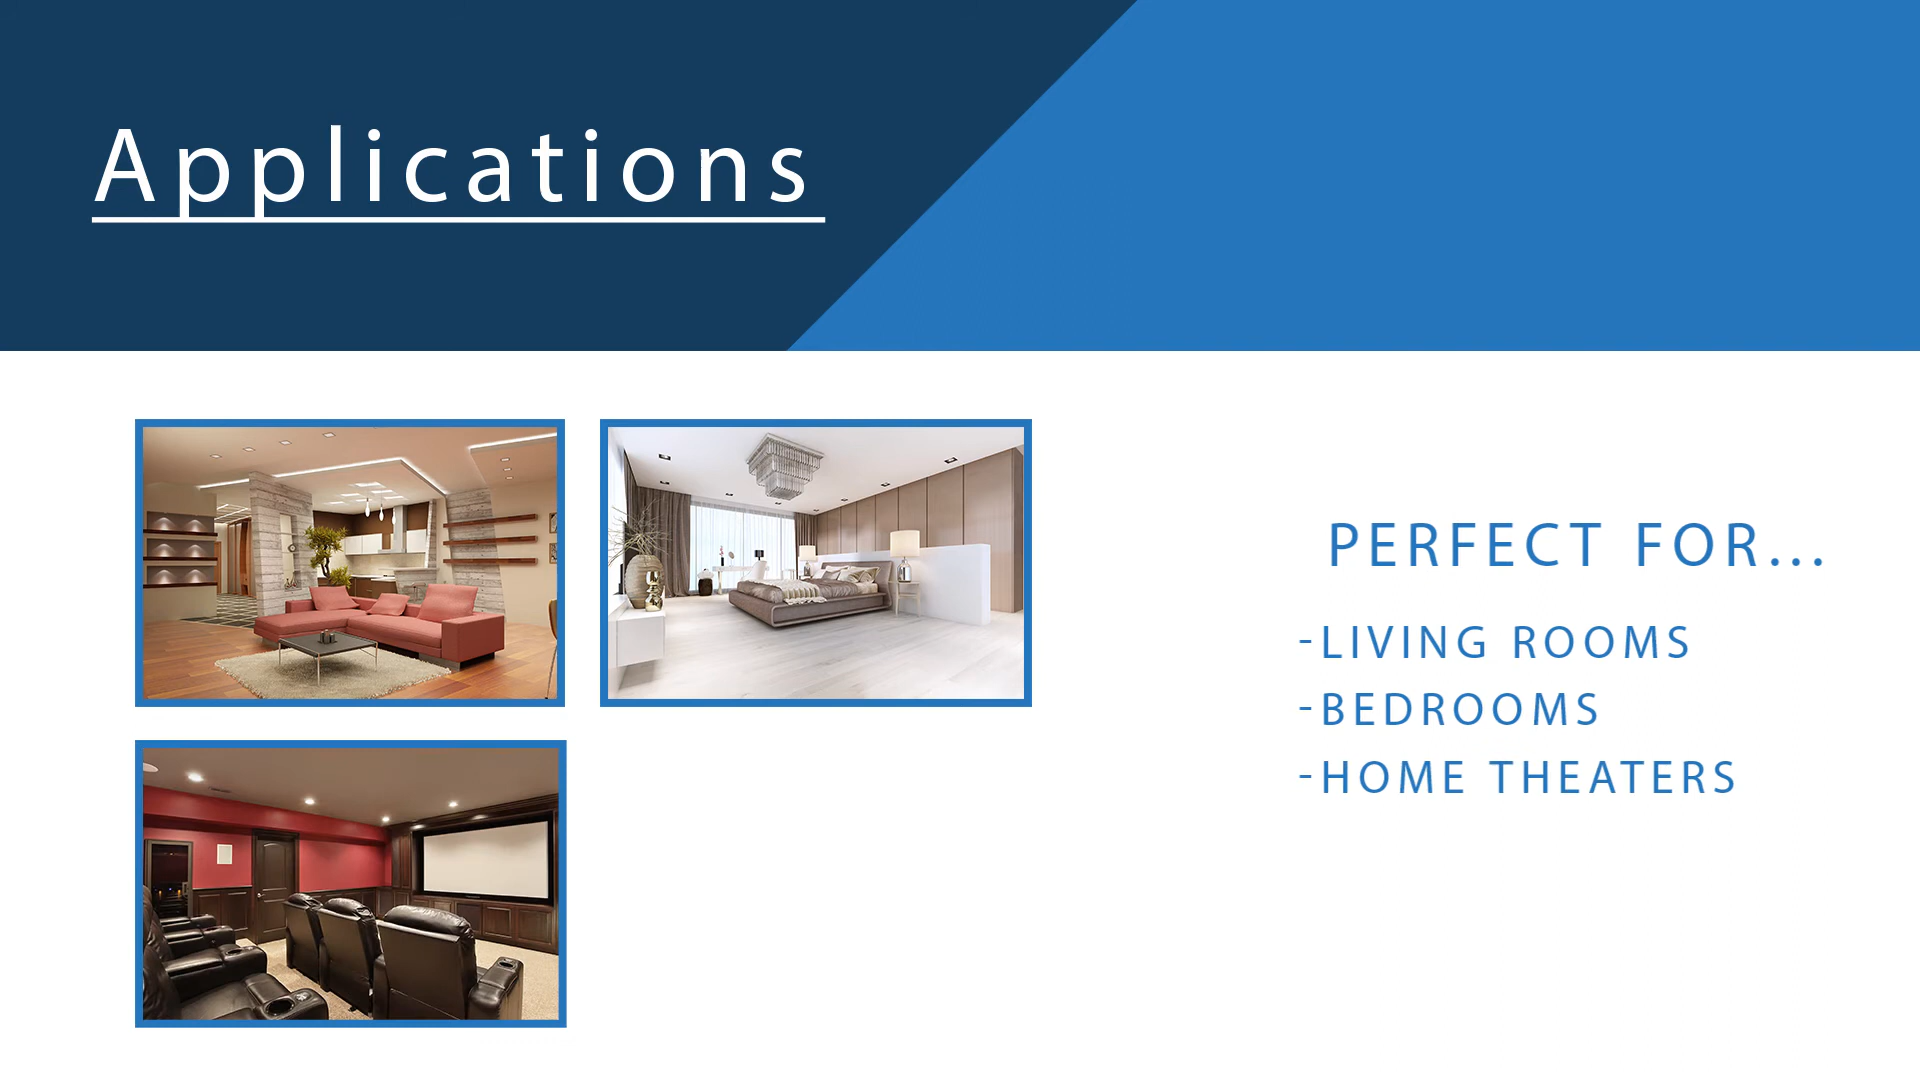 Applications
PERFECT FOR...
-LIVING ROOMS
-BEDROOMS
-HOME THEATERS